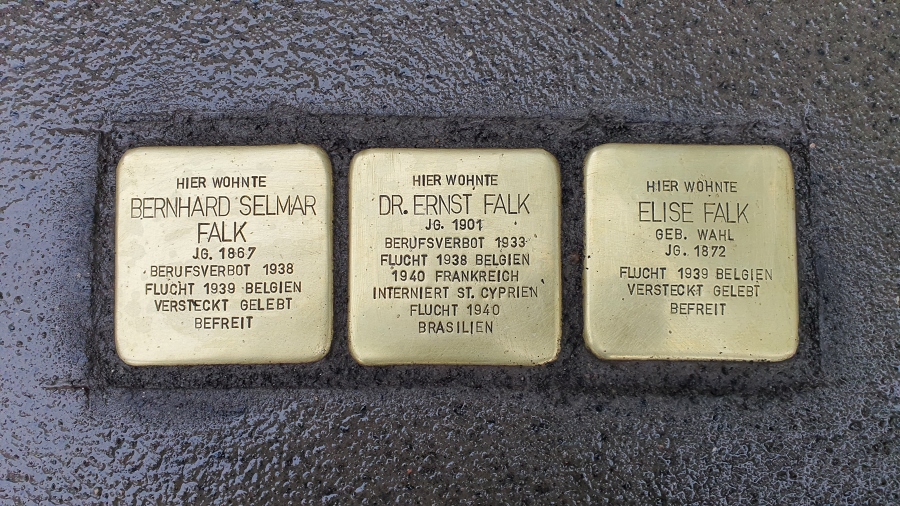 HIER WOHNTE
BERNHARD SELMAR
FALK
JG. 1867
BERUFSVERBOT 1938
FLUCHT 1939 BELGIEN
VERSTECKT GELEBT
BEFREIT
HIER WOHNTE
DR. ERNST FALK
JG. 1901
BERUFSVERBOT 1933
FLUCHT 1938 BELGIEN
1940 FRANKREICH
INTERNIERT ST. CYPRIEN
FLUCHT 1940
BRASILIEN
HIER WOHNTE
ELISE FALK
GEB. WAHL
JG. 1872
FLUCHT 1939 BELGIEN
VERSTECKT GELEBT
BEFREIT